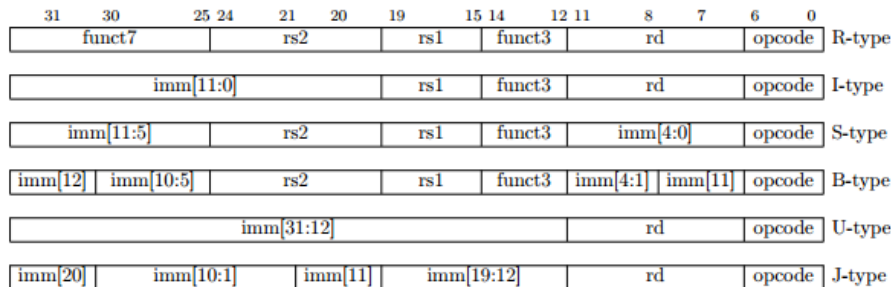 31 30 25 24 21 20 19 15 14 12 11 8 7 6 0
funct7 rs2 rs1 funct3 rd opcode R-type
imm[11:0] rs1 funct3 rd opcode I-type
imm[11:5] rs2 rs1 funct3 imm[4:0] opcode S-type
imm[12] imm[10:5] rs2 rs1 funct3 imm[4:1] imm[11] opcode B-type
imm[31:12] rd opcode U-type
imm[20] imm[10:1] imm[11] imm[19:12] rd opcode J-type